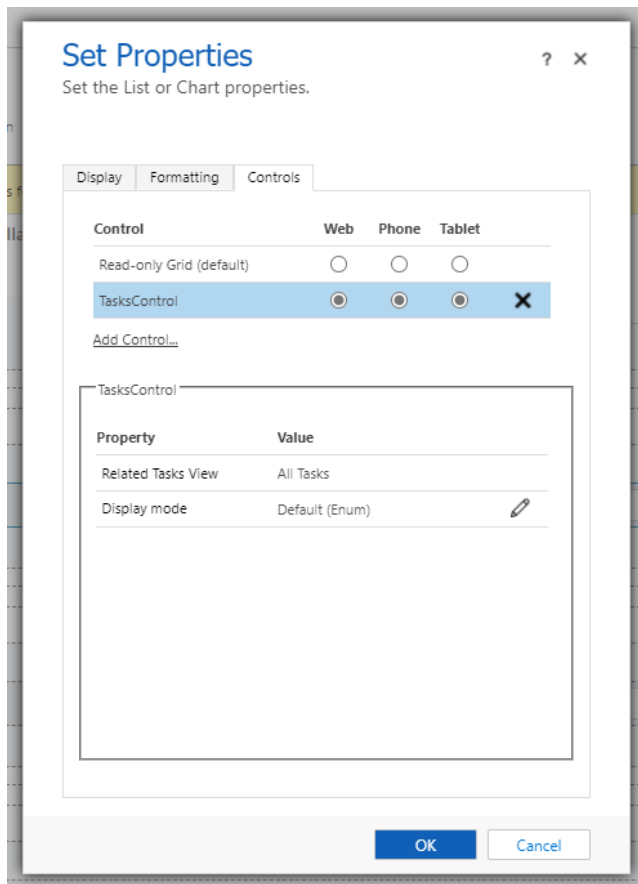 Set Properties
? ×
Set the List or Chart properties.
Display Formatting Controls
Control Web Phone Tablet
Read-only Grid (default)
TasksControl
Add Control...
TasksControl
Property Value
Related Tasks View All Tasks
Display mode Default (Enum)
OK Cancel